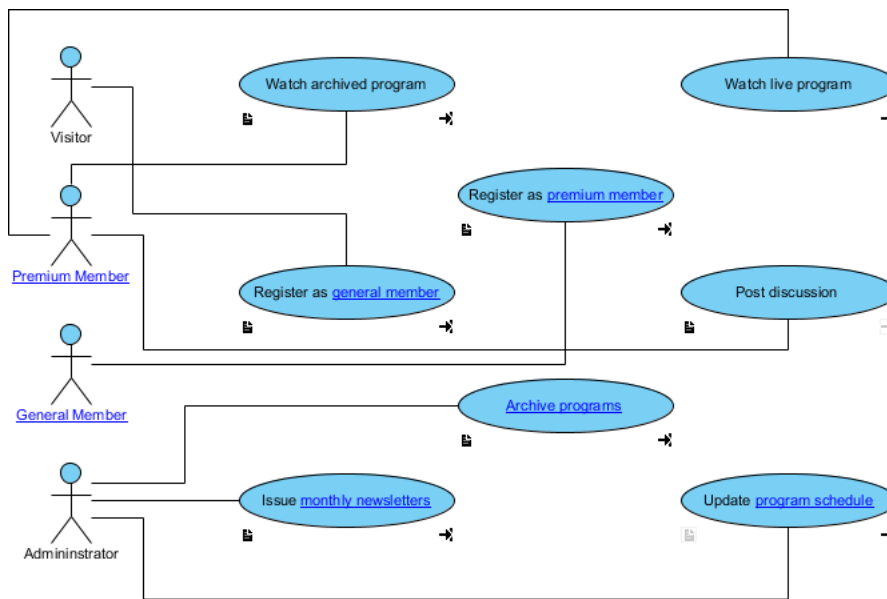 Watch archived program
Watch live program
Visitor
Register as premium member
Premium Member
Register as general member
Post discussion
General Member
Archive programs
Issue monthly newsletters
Update program schedule
Admininstrator